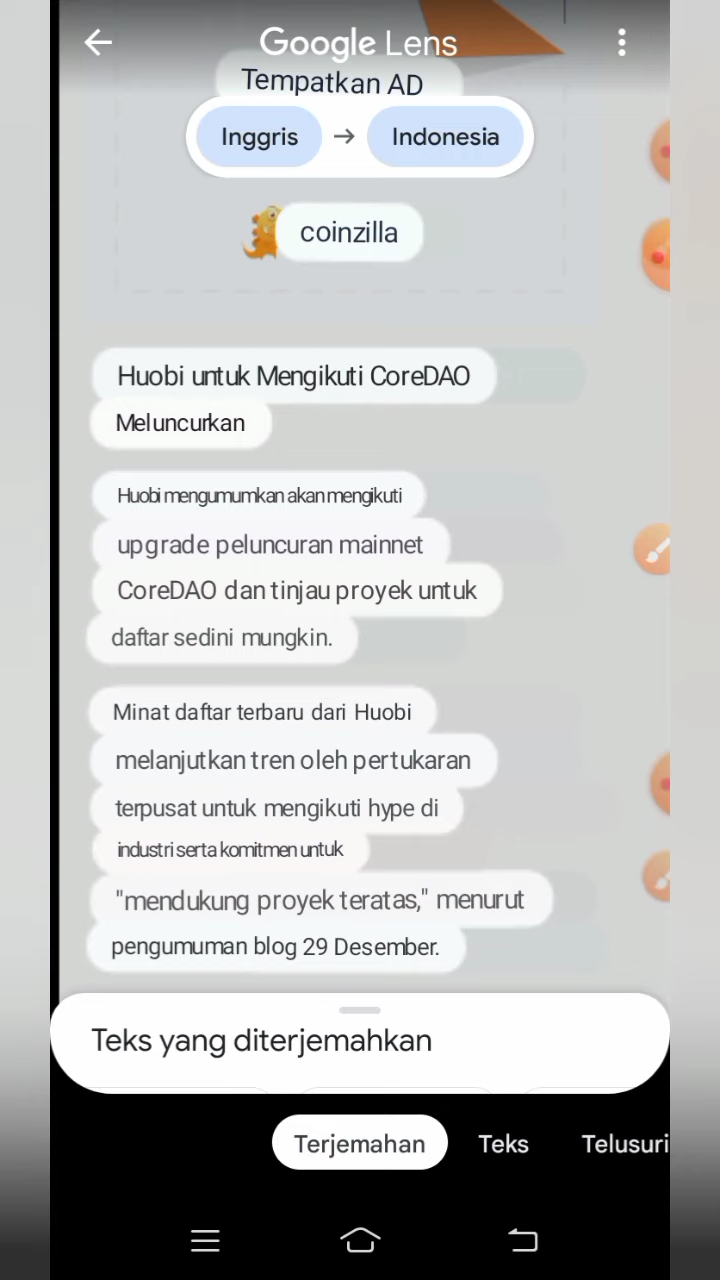 Google Lens
Tempatkan AD
Inggris → Indonesia
coinzilla
Huobi untuk Mengikuti CoreDAO
Meluncurkan
Huobi mengumumkan akan mengikuti
upgrade peluncuran mainnet
CoreDAO dan tinjau proyek untuk
daftar sedini mungkin.
Minat daftar terbaru dari Huobi
melanjutkan tren oleh pertukaran
terpusat untuk mengikuti hype di
industri serta komitmen untuk
"mendukung proyek teratas," menurut
pengumuman blog 29 Desember.
Teks yang diterjemahkan
Terjemahan Teks Telusuri